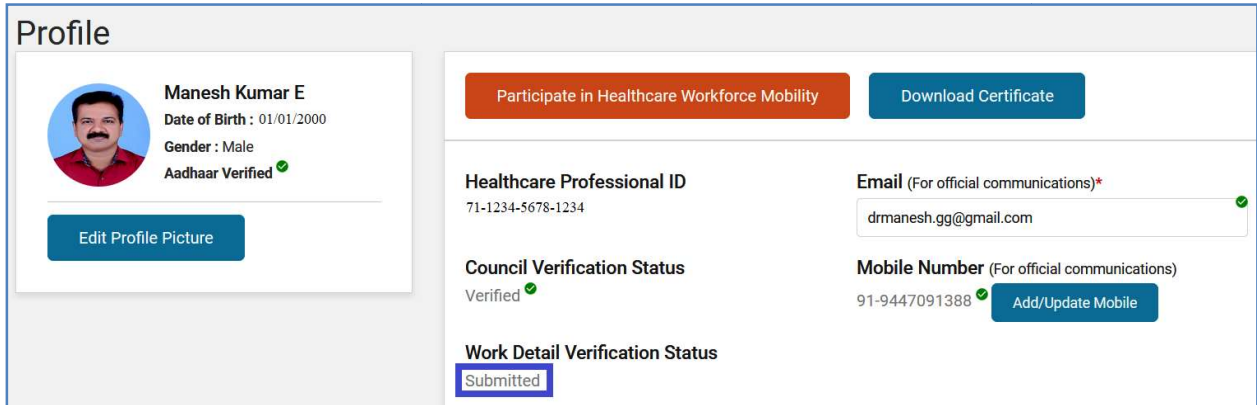 Profile
Manesh Kumar E
Date of Birth : 01/01/2000
Gender : Male
Aadhaar Verified
Edit Profile Picture
Participate in Healthcare Workforce Mobility
Download Certificate
Healthcare Professional ID
71-1234-5678-1234
Email (For official communications)*
drmanesh.gg@gmail.com
Council Verification Status
Verified
Mobile Number (For official communications)
91-9447091388
Add/Update Mobile
Work Detail Verification Status
Submitted